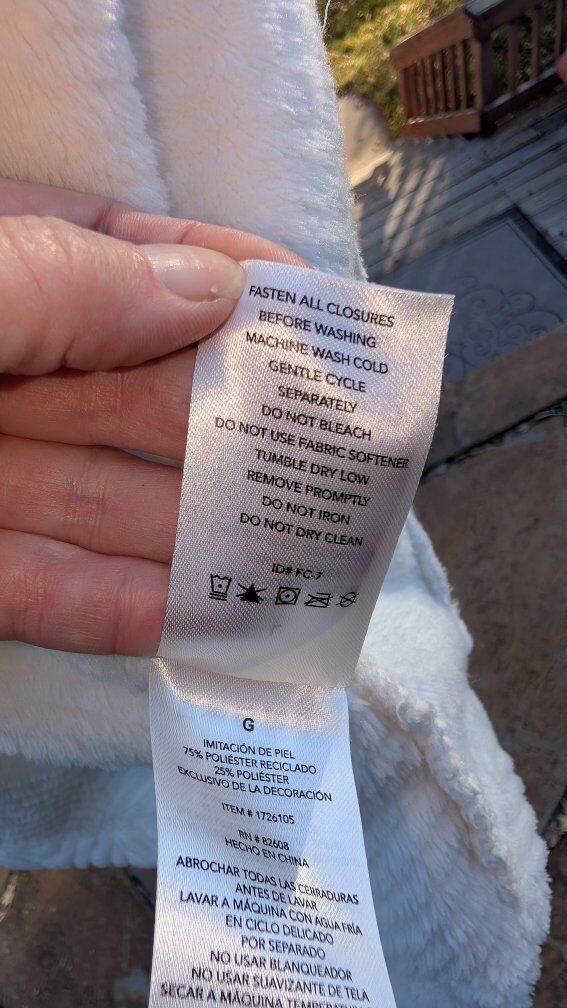 FASTEN ALL CLOSURES
BEFORE WASHING
MACHINE WASH COLD
GENTLE CYCLE
SEPARATELY
DO NOT BLEACH
DO NOT USE FABRIC SOFTENER
TUMBLE DRY LOW
REMOVE PROMPTLY
DO NOT IRON
DO NOT DRY CLEAN
ID# FC-7
G
IMITACIÓN DE PIEL
75% POLIÉSTER RECICLADO
25% POLIÉSTER
EXCLUSIVO DE LA DECORACIÓN
ITEM # 1726105
RN # 82608
HECHO EN CHINA
ABROCHAR TODAS LAS CERRADURAS
ANTES DE LAVAR
LAVAR A MÁQUINA CON AGUA FRÍA
EN CICLO DELICADO
POR SEPARADO
NO USAR BLANQUEADOR
NO USAR SUAVIZANTE DE TELA
SECAR A MÁQUINA